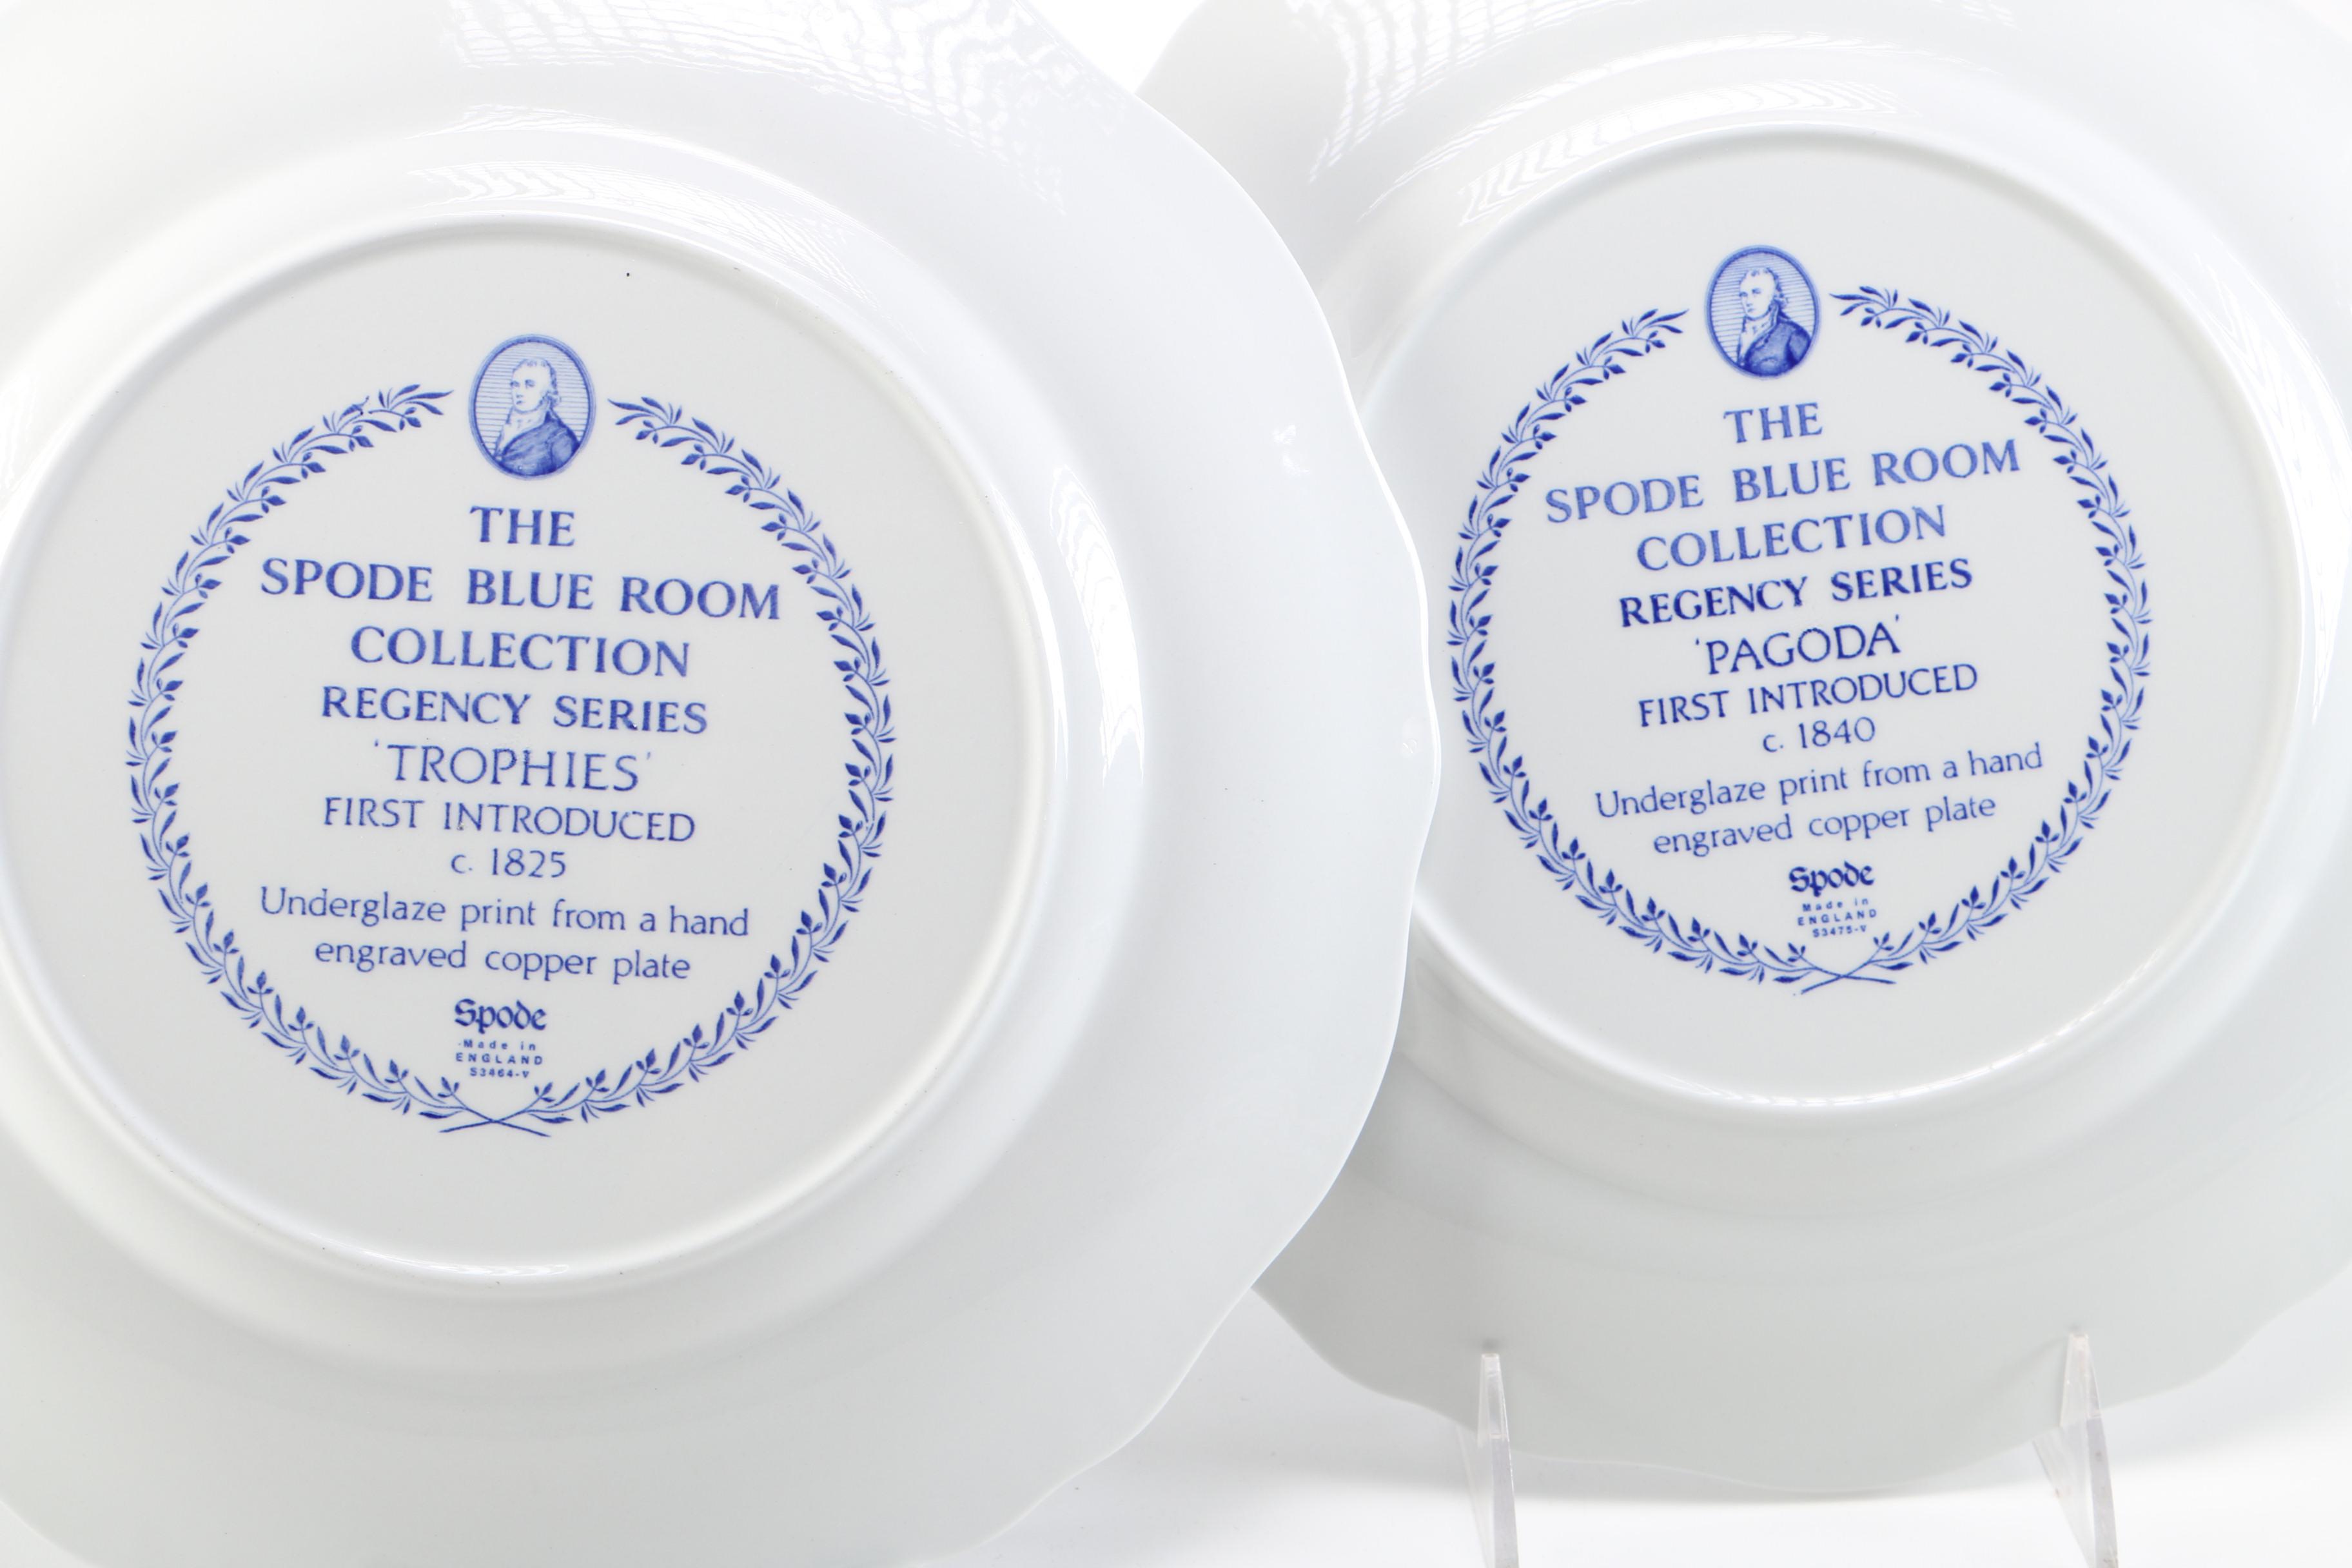 THE
SPODE BLUE ROOM
COLLECTION
REGENCY SERIES
'TROPHIES'
FIRST INTRODUCED
c. 1825
Underglaze print from a hand
engraved copper plate
Spode
Made in
ENGLAND
S3464-V
THE
SPODE BLUE ROOM
COLLECTION
REGENCY SERIES
'PAGODA'
FIRST INTRODUCED
c. 1840
Underglaze print from a hand
engraved copper plate
Spode
Made in
ENGLAND
S3475-V